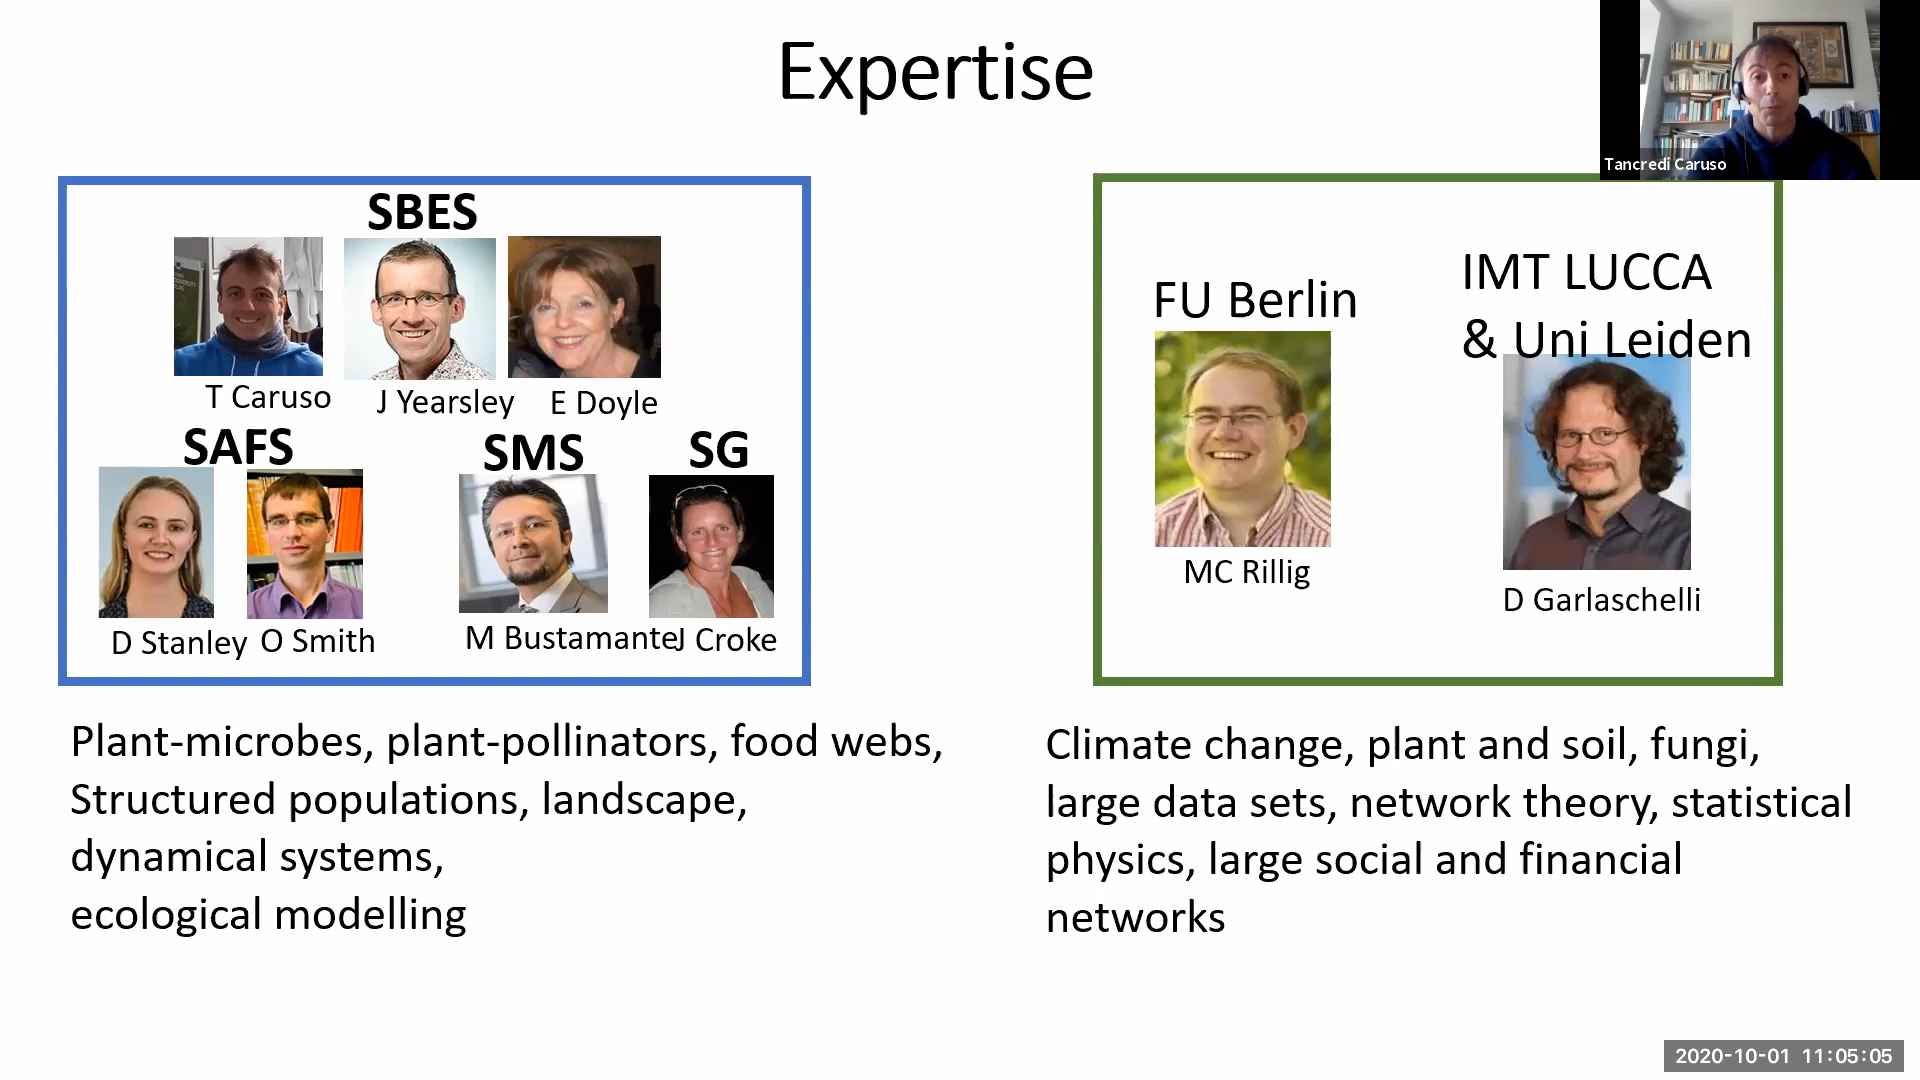 Expertise
Tancredi Caruso
SBES
T Caruso
J Yearsley
E Doyle
SAFS
SMS
SG
D Stanley
O Smith
M Bustamante
J Croke
FU Berlin
MC Rillig
IMT LUCCA
& Uni Leiden
D Garlaschelli
Plant-microbes, plant-pollinators, food webs,
Structured populations, landscape,
dynamical systems,
ecological modelling
Climate change, plant and soil, fungi,
large data sets, network theory, statistical
physics, large social and financial
networks
2020-10-01 11:05:05